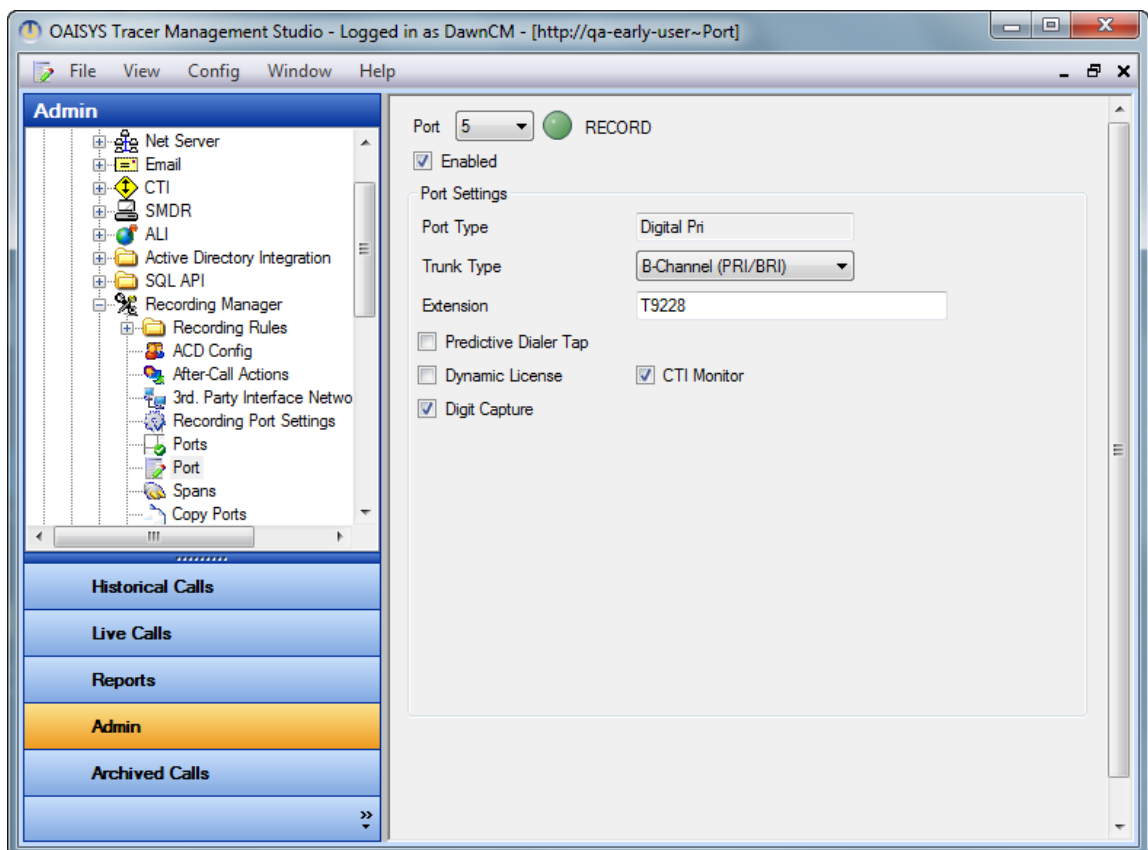 OAISYS Tracer Management Studio - Logged in as DawnCM - [http://qa-early-user~Port]
File View Config Window Help
Admin
Net Server
Email
CTI
SMDR
ALI
Active Directory Integration
SQL API
Recording Manager
Recording Rules
ACD Config
After-Call Actions
3rd. Party Interface Netwo
Recording Port Settings
Ports
Port
Spans
Copy Ports
Historical Calls
Live Calls
Reports
Admin
Archived Calls
Port 5 RECORD
Enabled
Port Settings
Port Type Digital Pri
Trunk Type B-Channel (PRI/BRI)
Extension T9228
Predictive Dialer Tap
Dynamic License CTI Monitor
Digit Capture